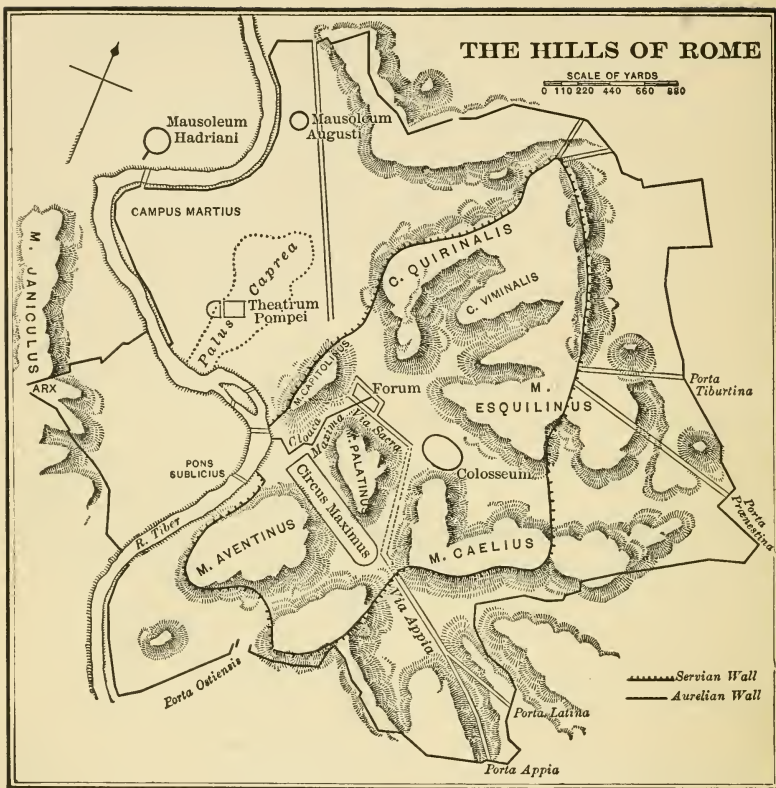 THE HILLS OF ROME
SCALE OF YARDS
0 110 220 440 660 880
Mausoleum
Hadriani
Mausoleum
Augusti
CAMPUS MARTIUS
M. JANICULUS
ARX
Palus Caprea
Theatrum
Pompei
C. QUIRINALIS
C. VIMINALIS
M. CAPITOLINUS
Forum
M.
ESQUILINUS
Porta
Tiburtina
Cloaca
Maxima
Via Sacra
M. PALATINUS
Colosseum
Circus Maximus
PONS
SUBLICIUS
R. Tiber
M. AVENTINUS
M. CAELIUS
Porta
Prænestina
Via Appia
Porta Ostiensis
Porta Latina
Porta Appia
Servian Wall
Aurelian Wall